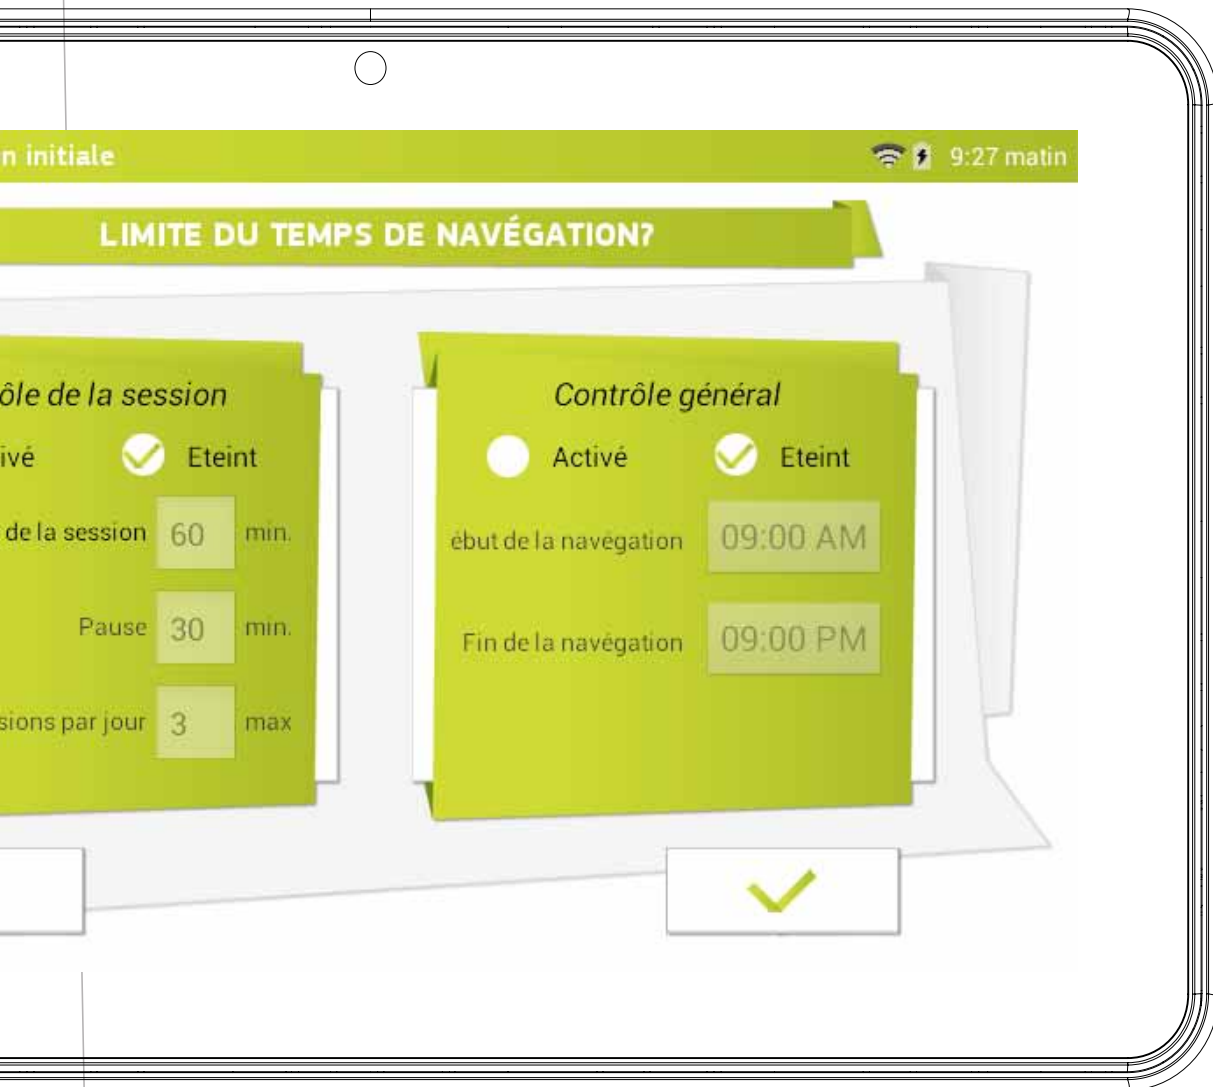 n initiale
9:27 matin
LIMITE DU TEMPS DE NAVÉGATION?
ôle de la session
ivé
Eteint
de la session 60 min.
Pause 30 min.
sions par jour 3 max
Contrôle général
Activé
Eteint
ébut de la navégation 09:00 AM
Fin de la navégation 09:00 PM